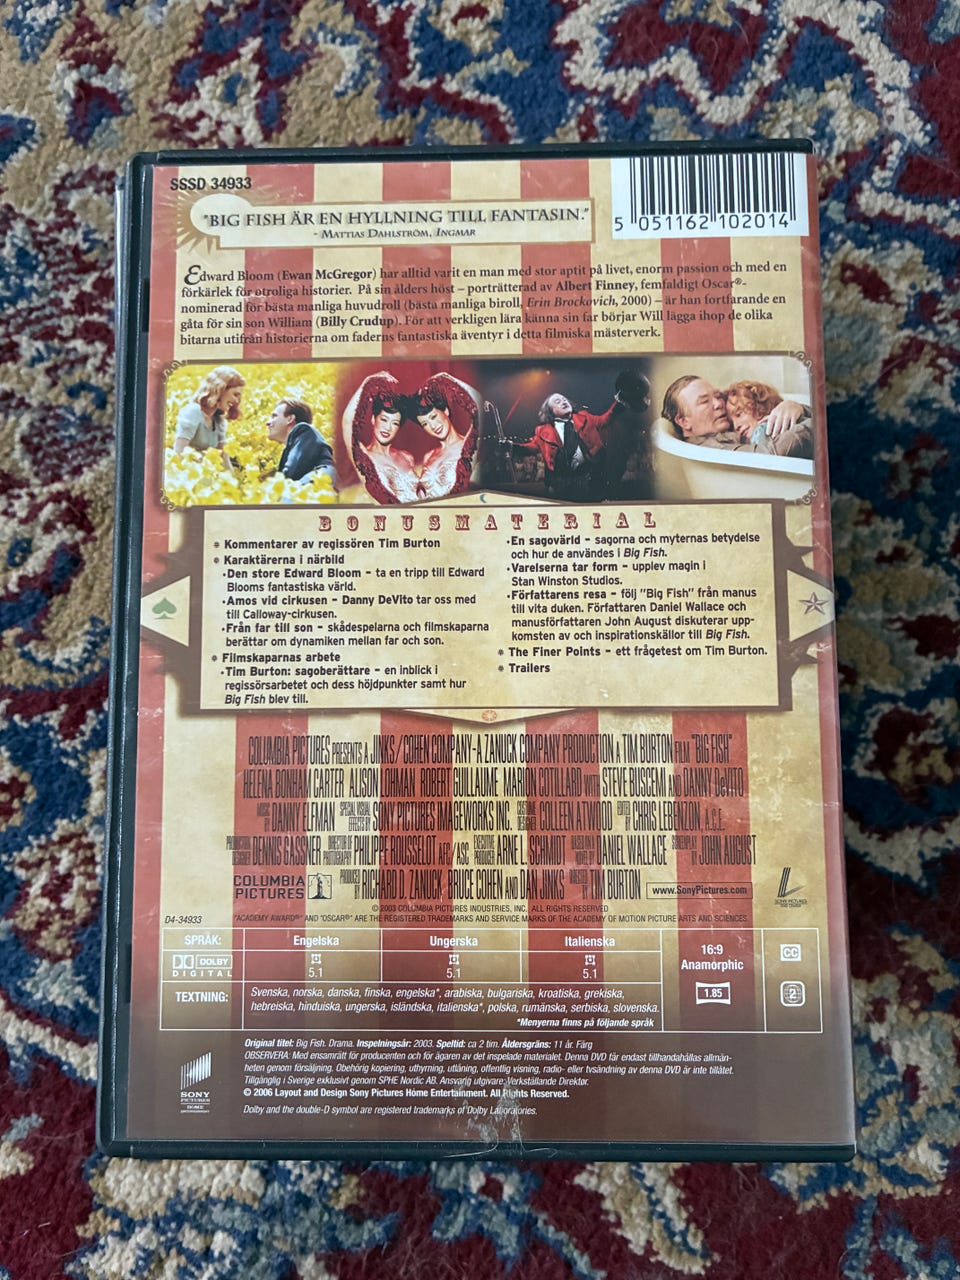 SSSD 34933
"BIG FISH ÄR EN HYLLNING TILL FANTASIN."
- MATTIAS DAHLSTRÖM, INGMAR
5 051162 102014
Edward Bloom (Ewan McGregor) har alltid varit en man med stor aptit på livet, enorm passion och med en
förkärlek för otroliga historier. På sin ålders höst – porträtterad av Albert Finney, femfaldigt Oscar®-
nominerad för bästa manliga huvudroll (bästa manliga biroll, Erin Brockovich, 2000) – är han fortfarande en
gåta för sin son William (Billy Crudup). För att verkligen lära känna sin far börjar Will lägga ihop de olika
bitarna utifrån historierna om faderns fantastiska äventyr i detta filmiska mästerverk.
BONUSMATERIAL
Kommentarer av regissören Tim Burton
Karaktärerna i närbild
·Den store Edward Bloom – ta en tripp till Edward
Blooms fantastiska värld.
·Amos vid cirkusen – Danny DeVito tar oss med
till Calloway-cirkusen.
·Från far till son – skådespelarna och filmskaparna
berättar om dynamiken mellan far och son.
Filmskaparnas arbete
·Tim Burton: sagoberättare – en inblick i
regissörsarbetet och dess höjdpunkter samt hur
Big Fish blev till.
·En sagovärld – sagorna och myternas betydelse
och hur de användes i Big Fish.
·Varelserna tar form – upplev magin i
Stan Winston Studios.
·Författarens resa – följ "Big Fish" från manus
till vita duken. Författaren Daniel Wallace och
manusförfattaren John August diskuterar upp-
komsten av och inspirationskällor till Big Fish.
The Finer Points – ett frågetest om Tim Burton.
Trailers
COLUMBIA PICTURES PRESENTS A JINKS/COHEN COMPANY-A ZANUCK COMPANY PRODUCTION A TIM BURTON FILM "BIG FISH"
HELENA BONHAM CARTER ALISON LOHMAN ROBERT GUILLAUME MARION COTILLARD WITH STEVE BUSCEMI AND DANNY DeVITO
MUSIC BY DANNY ELFMAN SPECIAL VISUAL EFFECTS BY SONY PICTURES IMAGEWORKS INC. COSTUME DESIGNER COLLEEN ATWOOD EDITED BY CHRIS LEBENZON, A.C.E.
PRODUCTION DESIGNER DENNIS GASSNER DIRECTOR OF PHOTOGRAPHY PHILIPPE ROUSSELOT AFC/ASC EXECUTIVE PRODUCER ARNE L. SCHMIDT BASED ON A NOVEL BY DANIEL WALLACE SCREENPLAY BY JOHN AUGUST
COLUMBIA PICTURES PRODUCED BY RICHARD D. ZANUCK BRUCE COHEN AND DAN JINKS DIRECTED BY TIM BURTON www.SonyPictures.com
© 2003 COLUMBIA PICTURES INDUSTRIES, INC. ALL RIGHTS RESERVED
D4-34933 "ACADEMY AWARD®" AND "OSCAR®" ARE THE REGISTERED TRADEMARKS AND SERVICE MARKS OF THE ACADEMY OF MOTION PICTURE ARTS AND SCIENCES
SPRÅK: Engelska Ungerska Italienska
DOLBY DIGITAL 5.1 5.1 5.1
16:9
Anamorphic
1.85
CC
2
TEXTNING: Svenska, norska, danska, finska, engelska*, arabiska, bulgariska, kroatiska, grekiska,
hebreiska, hinduiska, ungerska, isländska, italienska*, polska, rumänska, serbiska, slovenska.
*Menyerna finns på följande språk
Original titel: Big Fish. Drama. Inspelningsår: 2003. Speltid: ca 2 tim. Åldersgräns: 11 år. Färg
OBSERVERA: Med ensamrätt för producenten och för ägaren av det inspelade materialet. Denna DVD får endast tillhandahållas allmän-
heten genom försäljning. Obehörig kopiering, uthyrning, utlåning, offentlig visning, radio- eller tvsändning av denna DVD är inte tillåtet.
Tillgänglig i Sverige exklusivt genom SPHE Nordic AB. Ansvarig utgivare: Verkställande Direktör.
© 2006 Layout and Design Sony Pictures Home Entertainment. All Rights Reserved.
Dolby and the double-D symbol are registered trademarks of Dolby Laboratories.
SONY
PICTURES
HOME